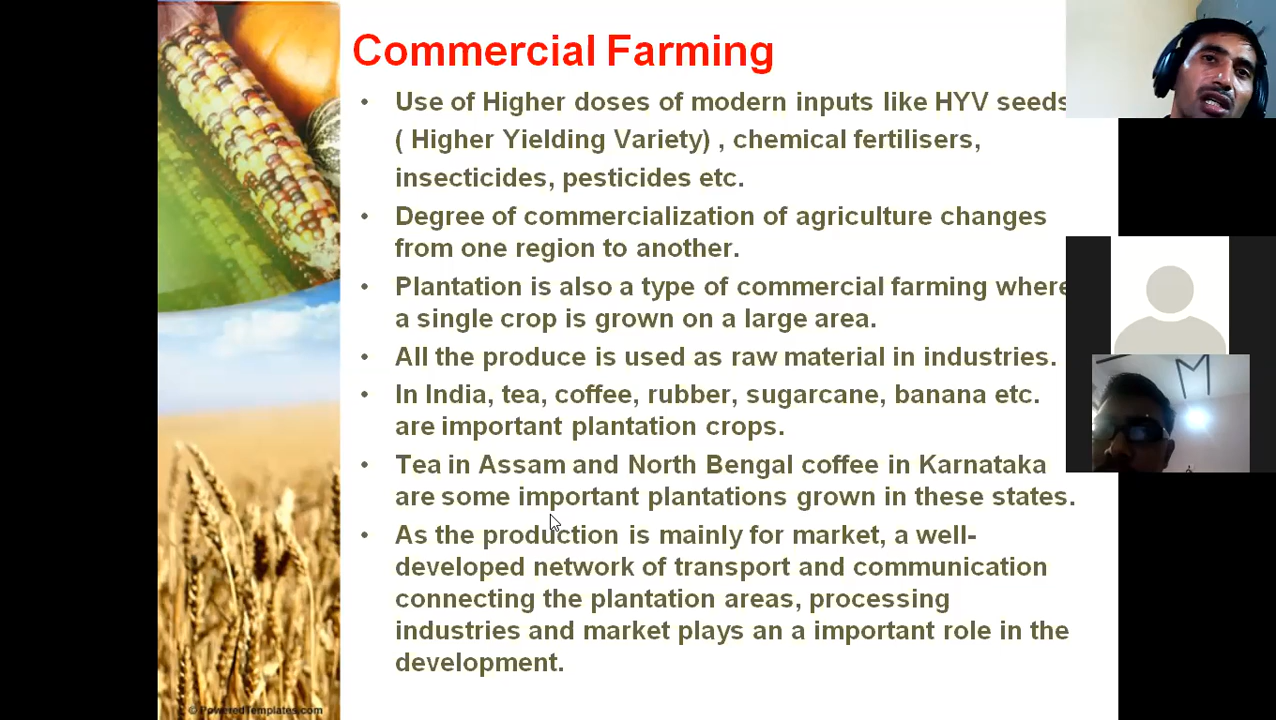 Commercial Farming
• Use of Higher doses of modern inputs like HYV seeds
( Higher Yielding Variety) , chemical fertilisers,
insecticides, pesticides etc.
• Degree of commercialization of agriculture changes
from one region to another.
• Plantation is also a type of commercial farming where
a single crop is grown on a large area.
• All the produce is used as raw material in industries.
• In India, tea, coffee, rubber, sugarcane, banana etc.
are important plantation crops.
• Tea in Assam and North Bengal coffee in Karnataka
are some important plantations grown in these states.
• As the production is mainly for market, a well-
developed network of transport and communication
connecting the plantation areas, processing
industries and market plays an a important role in the
development.
© PoweredTemplates.com
M